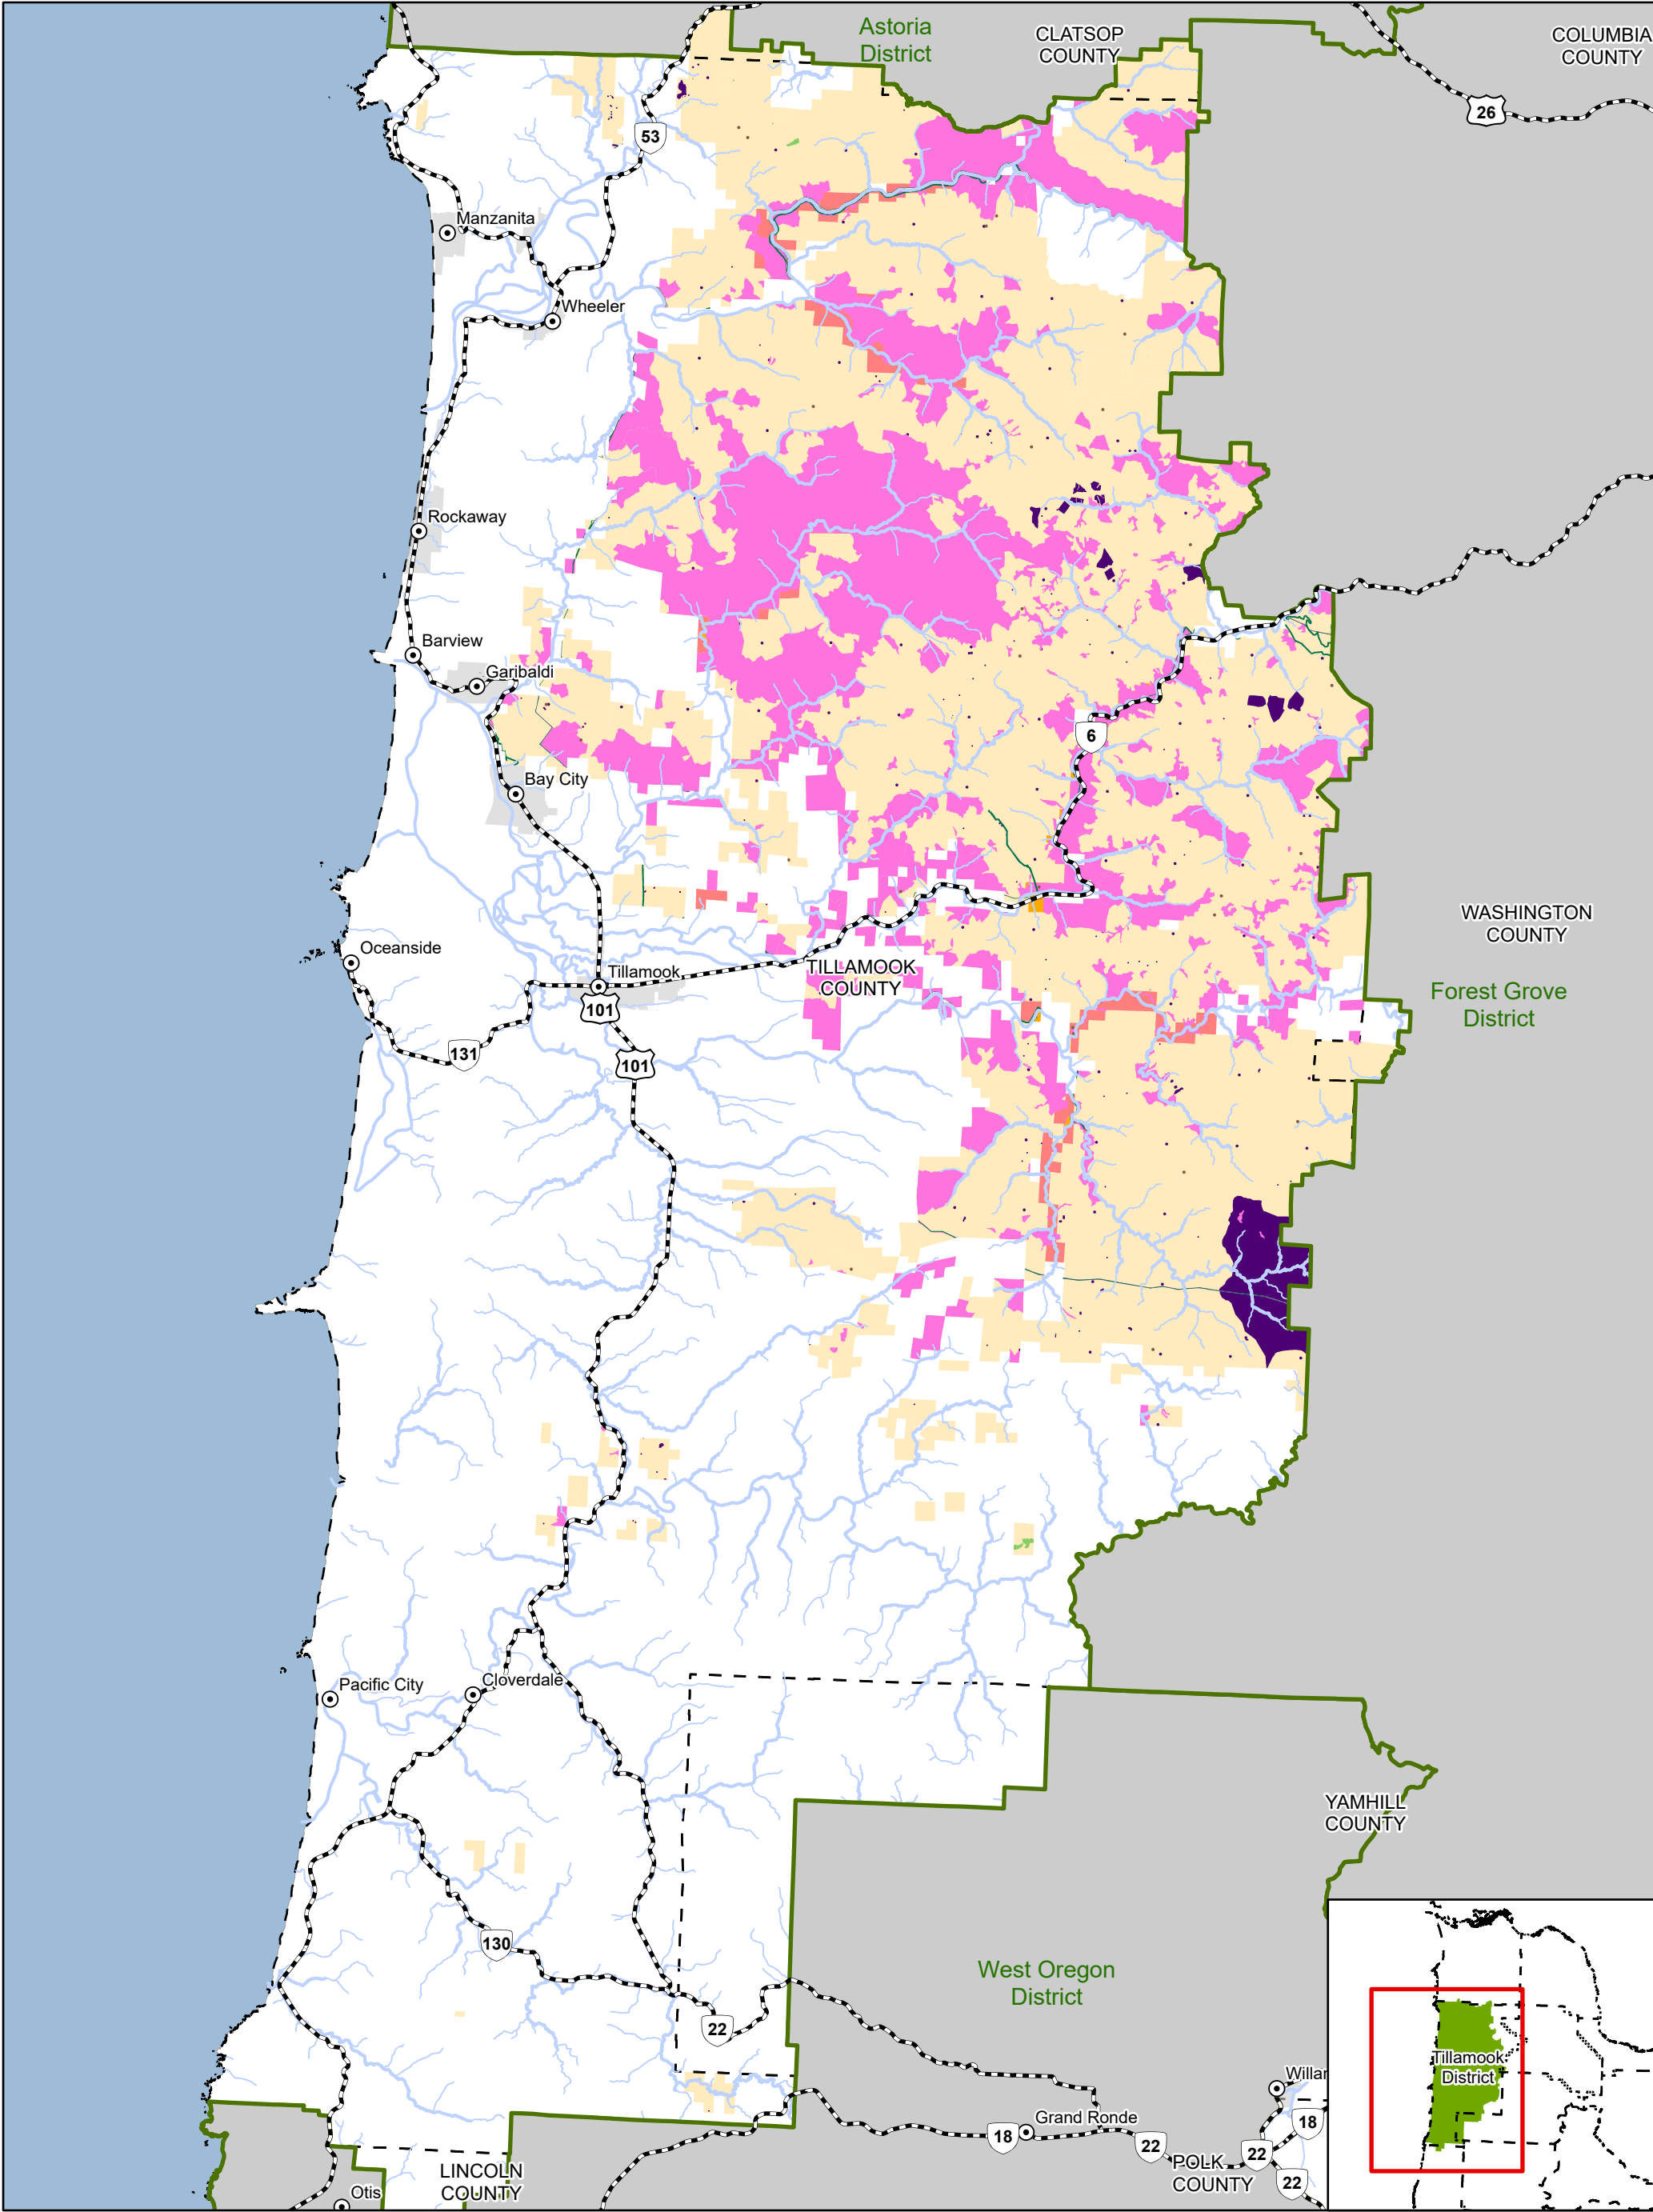 Astoria
District
CLATSOP
COUNTY
COLUMBIA
COUNTY
26
53
Manzanita
Wheeler
Rockaway
Barview
Garibaldi
6
Bay City
WASHINGTON
COUNTY
Oceanside
Tillamook
TILLAMOOK
COUNTY
Forest Grove
District
101
131
101
Pacific City
Cloverdale
YAMHILL
COUNTY
130
West Oregon
District
22
Tillamook
District
Willar
Grand Ronde
18
18
22
22
POLK
COUNTY
22
LINCOLN
COUNTY
Otis